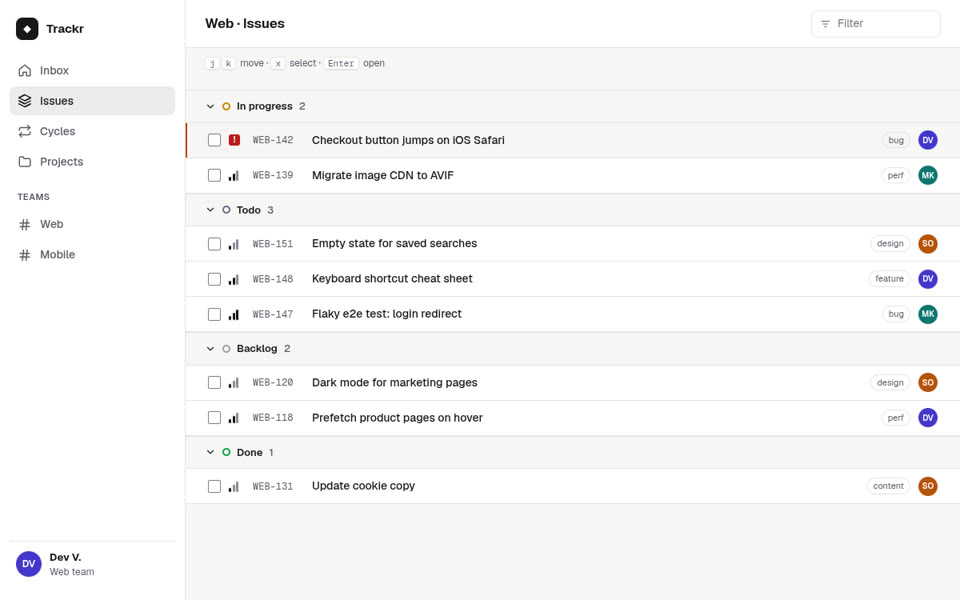 Trackr
Inbox
Issues
Cycles
Projects
TEAMS
Web
Mobile
DV
Dev V.
Web team
Web · Issues
Filter
j k move · x select · Enter open
In progress 2
! WEB-142 Checkout button jumps on iOS Safari bug DV
WEB-139 Migrate image CDN to AVIF perf MK
Todo 3
WEB-151 Empty state for saved searches design SO
WEB-148 Keyboard shortcut cheat sheet feature DV
WEB-147 Flaky e2e test: login redirect bug MK
Backlog 2
WEB-120 Dark mode for marketing pages design SO
WEB-118 Prefetch product pages on hover perf DV
Done 1
WEB-131 Update cookie copy content SO